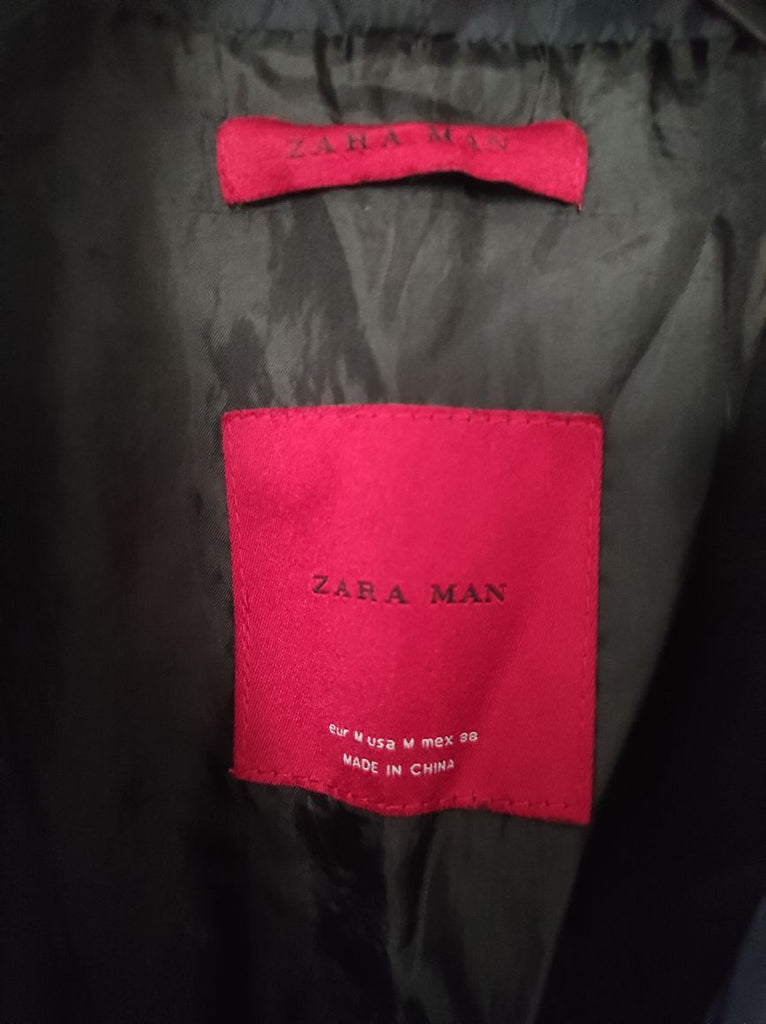 ZARA MAN
ZARA MAN
eur M usa M mex 38
MADE IN CHINA